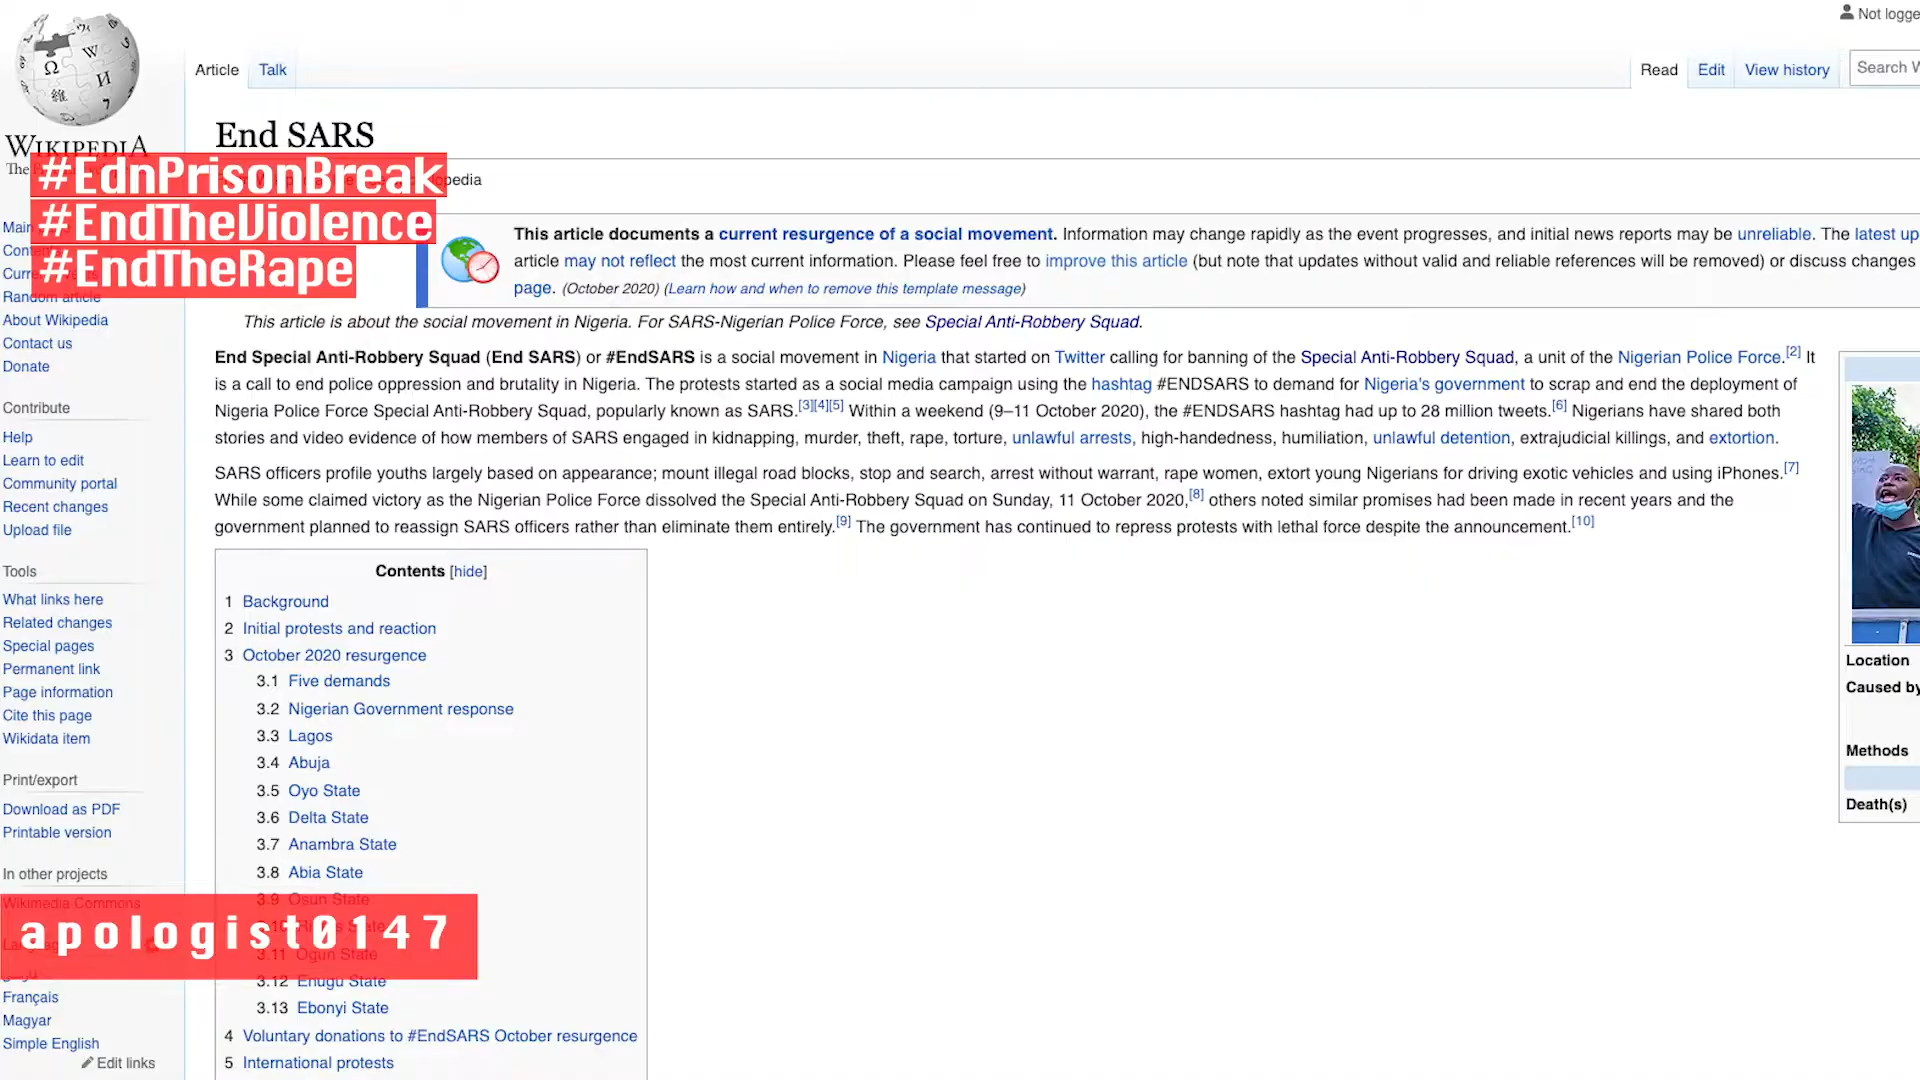 Not logge
Article Talk
Read Edit View history Search W
WIKIPEDIA
The
End SARS
#EdnPrisonBreak
#EndTheViolence
#EndTheRape
This article documents a current resurgence of a social movement. Information may change rapidly as the event progresses, and initial news reports may be unreliable. The latest up
article may not reflect the most current information. Please feel free to improve this article (but note that updates without valid and reliable references will be removed) or discuss changes
page. (October 2020) (Learn how and when to remove this template message)
This article is about the social movement in Nigeria. For SARS-Nigerian Police Force, see Special Anti-Robbery Squad.
End Special Anti-Robbery Squad (End SARS) or #EndSARS is a social movement in Nigeria that started on Twitter calling for banning of the Special Anti-Robbery Squad, a unit of the Nigerian Police Force.[2] It
is a call to end police oppression and brutality in Nigeria. The protests started as a social media campaign using the hashtag #ENDSARS to demand for Nigeria's government to scrap and end the deployment of
Nigeria Police Force Special Anti-Robbery Squad, popularly known as SARS.[3][4][5] Within a weekend (9–11 October 2020), the #ENDSARS hashtag had up to 28 million tweets.[6] Nigerians have shared both
stories and video evidence of how members of SARS engaged in kidnapping, murder, theft, rape, torture, unlawful arrests, high-handedness, humiliation, unlawful detention, extrajudicial killings, and extortion.
SARS officers profile youths largely based on appearance; mount illegal road blocks, stop and search, arrest without warrant, rape women, extort young Nigerians for driving exotic vehicles and using iPhones.[7]
While some claimed victory as the Nigerian Police Force dissolved the Special Anti-Robbery Squad on Sunday, 11 October 2020,[8] others noted similar promises had been made in recent years and the
government planned to reassign SARS officers rather than eliminate them entirely.[9] The government has continued to repress protests with lethal force despite the announcement.[10]
Contents [hide]
1 Background
2 Initial protests and reaction
3 October 2020 resurgence
3.1 Five demands
3.2 Nigerian Government response
3.3 Lagos
3.4 Abuja
3.5 Oyo State
3.6 Delta State
3.7 Anambra State
3.8 Abia State
3.9 Osun State
3.11 Ogun State
3.12 Enugu State
3.13 Ebonyi State
4 Voluntary donations to #EndSARS October resurgence
5 International protests
Main
Random article
About Wikipedia
Contact us
Donate
Contribute
Help
Learn to edit
Community portal
Recent changes
Upload file
Tools
What links here
Related changes
Special pages
Permanent link
Page information
Cite this page
Wikidata item
Print/export
Download as PDF
Printable version
In other projects
Wikimedia Commons
apologist0147
Français
Magyar
Simple English
Edit links
Location
Caused by
Methods
Death(s)